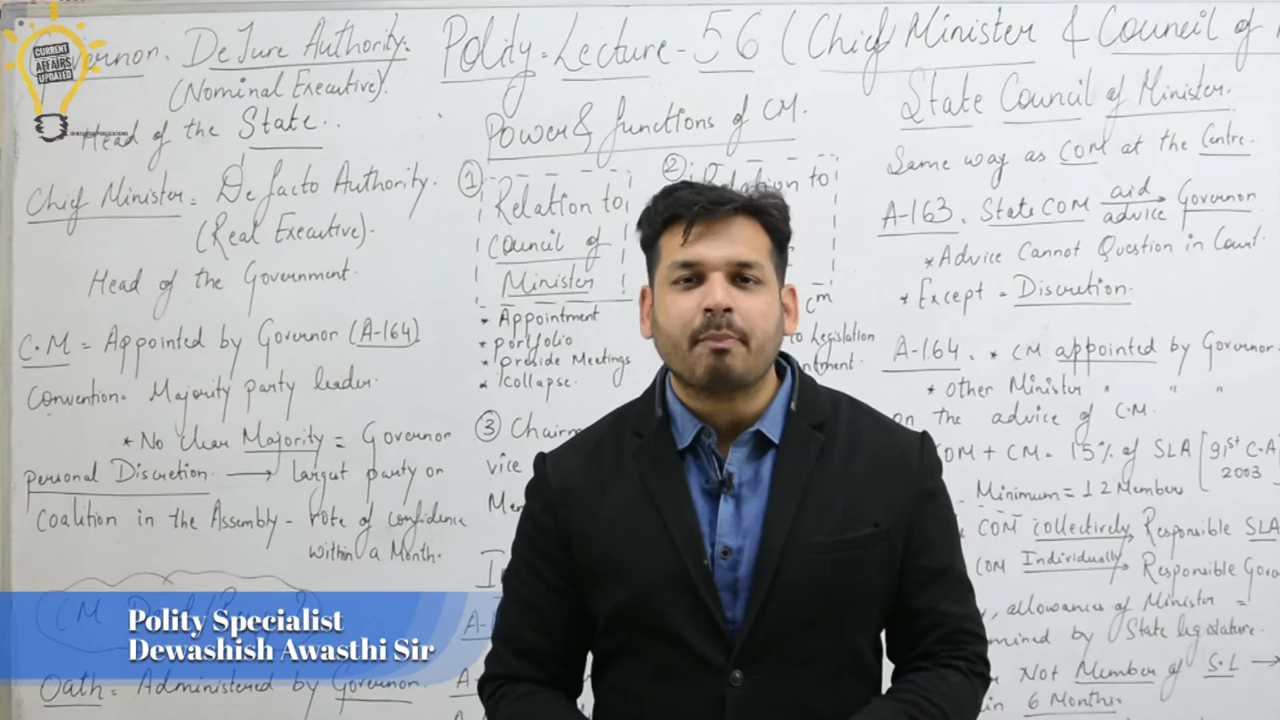 CURRENT
AFFAIRS
UPDATED
Polity = Lecture - 56 (Chief Minister & Council of
De Jure Authority.
(Nominal Executive).
Head of the State..
Chief Minister = De facto Authority.
(Real Executive).
Head of the Government.
C.M = Appointed by Governor (A-164)
Convention = Majority party leader.
* No clear Majority = Governor
personal Discretion → Largest party or
Coalition in the Assembly - vote of confidence
within a Month.
Polity Specialist
Dewashish Awasthi Sir
Oath = Administered by Governor.
Power & functions of CM.
① Relation to
Council of
Minister
* Appointment
* portfolio
* Preside Meetings
* Collapse.
② Relation to
cm
to Legislation
③
vice
State Council of Minister.
Same way as COM at the Centre.
A-163. State COM aid advice → Governor
* Advice Cannot Question in Court.
* Except = Discretion.
A-164. * CM appointed by Governor
* other Minister " " "
on the advice of C.M.
COM + CM = 15% of SLA [91st C.A 2003
Minimum = 12 Members
COM collectively → Responsible SLA
COM Individually → Responsible
allowances of Minister =
by State legislature.
Not Member of S.L →
6 Months.